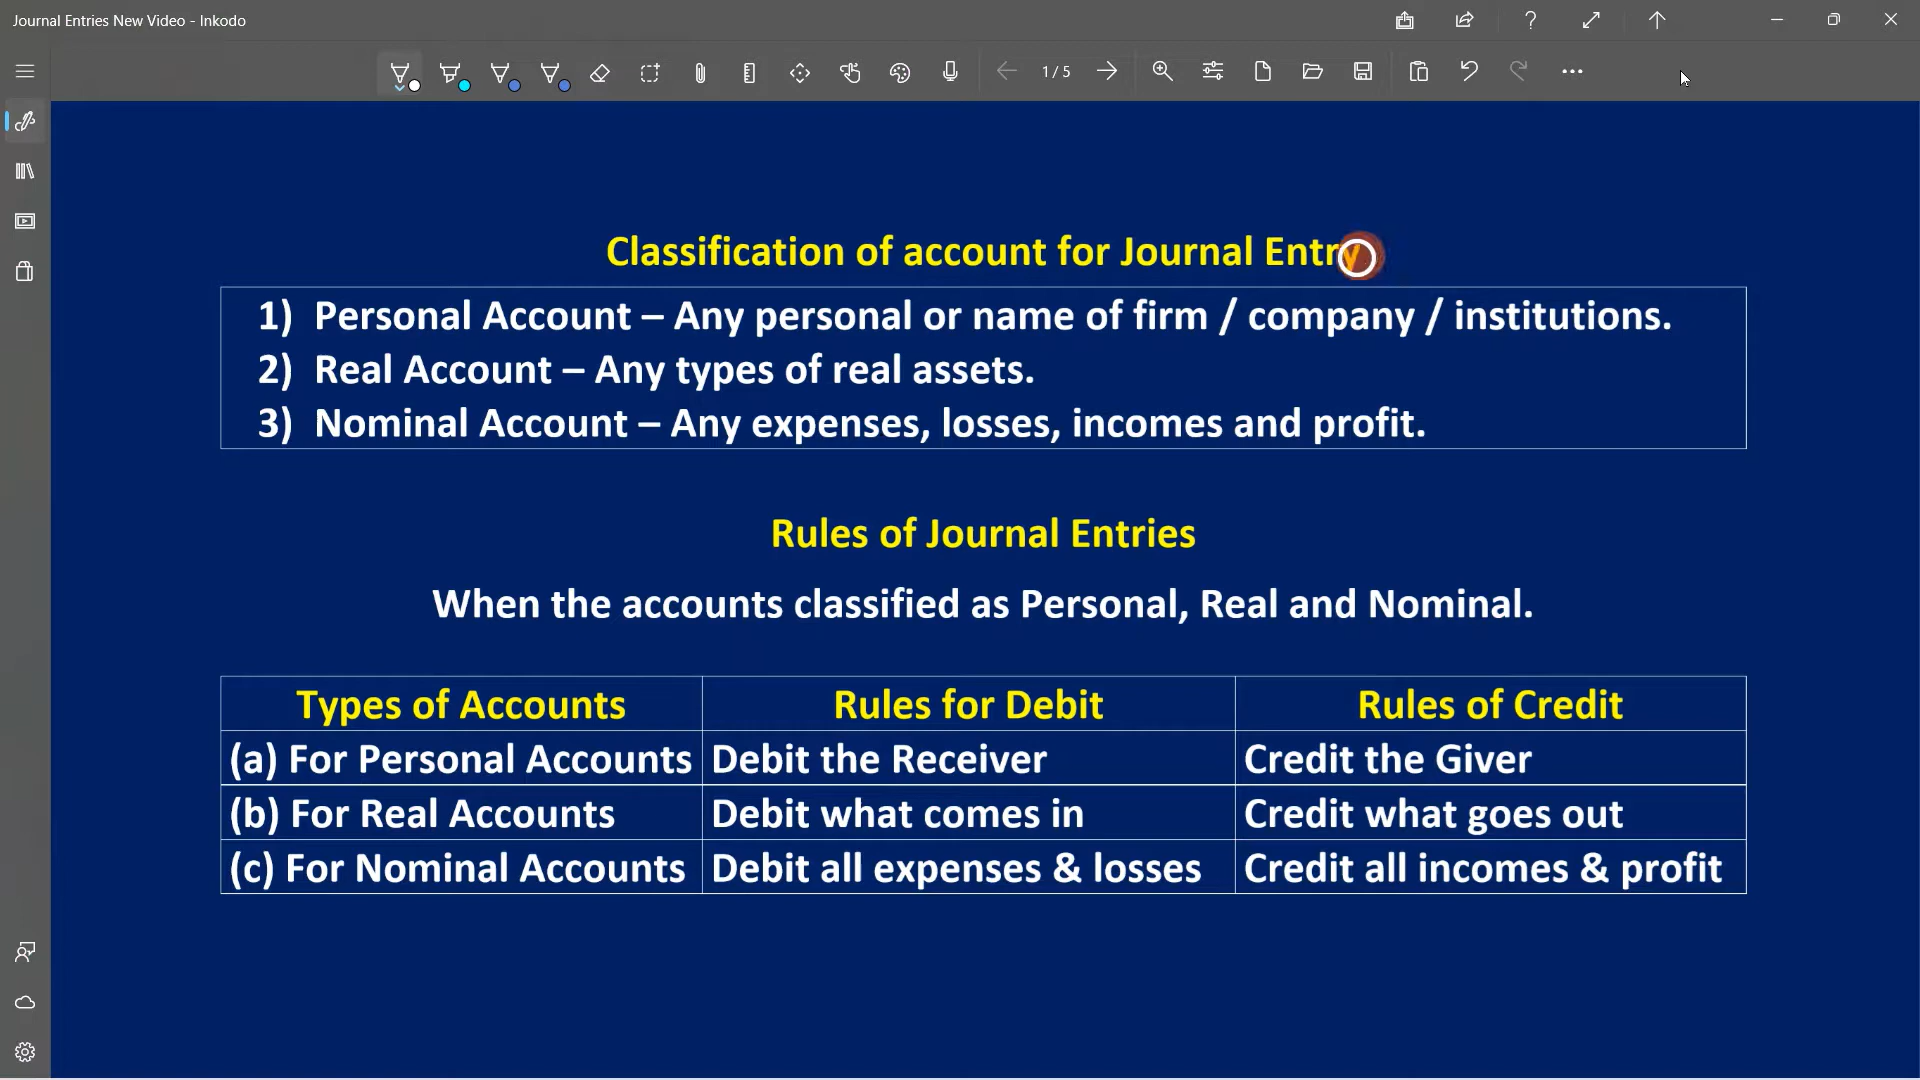 Journal Entries New Video - Inkodo
1/5
Classification of account for Journal Entry
1) Personal Account – Any personal or name of firm / company / institutions.
2) Real Account – Any types of real assets.
3) Nominal Account – Any expenses, losses, incomes and profit.
Rules of Journal Entries
When the accounts classified as Personal, Real and Nominal.
Types of Accounts Rules for Debit Rules of Credit
(a) For Personal Accounts Debit the Receiver Credit the Giver
(b) For Real Accounts Debit what comes in Credit what goes out
(c) For Nominal Accounts Debit all expenses & losses Credit all incomes & profit